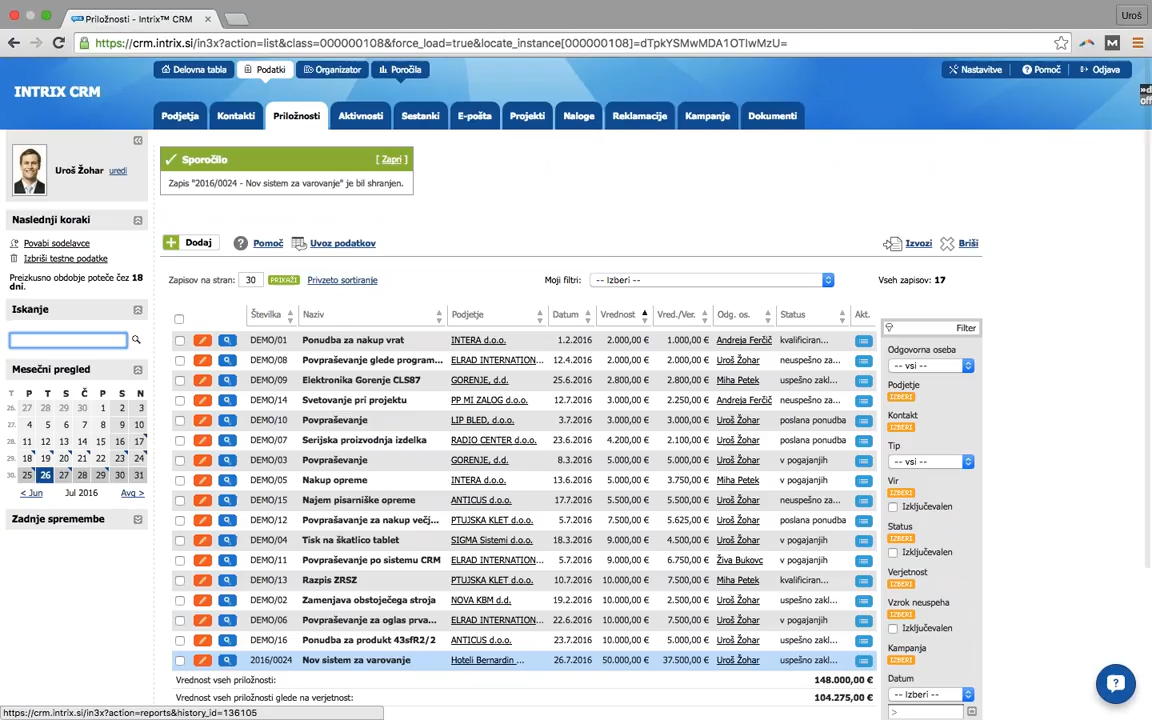 Priložnosti - Intrix™ CRM
Uroš
https://crm.intrix.si/in3x?action=list&class=000000108&force_load=true&locate_instance[000000108]=dTpkYSMwMDA1OTIwMzU=
Delovna tabla
Podatki
Organizator
Poročila
Nastavitve
Pomoč
Odjava
INTRIX CRM
Podjetja
Kontakti
Priložnosti
Aktivnosti
Sestanki
E-pošta
Projekti
Naloge
Reklamacije
Kampanje
Dokumenti
Uroš Žohar uredi
Naslednji koraki
Povabi sodelavce
Izbriši testne podatke
Preizkusno obdobje poteče čez 18
dni.
Iskanje
Mesečni pregled
T P T S Č P S N
26. 27 28 29 30 1 2 3
27. 4 5 6 7 8 9 10
28. 11 12 13 14 15 16 17
29. 18 19 20 21 22 23 24
30. 25 26 27 28 29 30 31
< Jun Jul 2016 Avg >
Zadnje spremembe
Sporočilo [ Zapri ]
Zapis "2016/0024 - Nov sistem za varovanje" je bil shranjen.
Dodaj
Pomoč
Uvoz podatkov
Izvozi
Briši
Zapisov na stran: 30 PRIKAŽI Privzeto sortiranje
Moji filtri: -- Izberi --
Vseh zapisov: 17
Številka Naziv Podjetje Datum Vrednost Vred./Ver. Odg. os. Status Akt.
DEMO/01 Ponudba za nakup vrat INTERA d.o.o. 1.2.2016 2.000,00 € 1.000,00 € Andreja Ferčič kvalificiran...
DEMO/08 Povpraševanje glede program... ELRAD INTERNATION... 12.4.2016 2.000,00 € 2.000,00 € Uroš Žohar neuspešno za...
DEMO/09 Elektronika Gorenje CLS87 GORENJE, d.d. 25.6.2016 2.800,00 € 2.800,00 € Miha Petek uspešno zakl...
DEMO/14 Svetovanje pri projektu PP MI ZALOG d.o.o. 12.7.2016 3.000,00 € 2.250,00 € Andreja Ferčič neuspešno za...
DEMO/10 Povpraševanje LIP BLED, d.o.o. 3.7.2016 3.000,00 € 3.000,00 € Uroš Žohar poslana ponudba
DEMO/07 Serijska proizvodnja izdelka RADIO CENTER d.o.o. 23.6.2016 4.200,00 € 2.100,00 € Uroš Žohar poslana ponudba
DEMO/03 Povpraševanje GORENJE, d.d. 8.3.2016 5.000,00 € 5.000,00 € Uroš Žohar v pogajanjih
DEMO/05 Nakup opreme INTERA d.o.o. 13.6.2016 5.000,00 € 3.750,00 € Miha Petek v pogajanjih
DEMO/15 Najem pisarniške opreme ANTICUS d.o.o. 17.7.2016 5.500,00 € 5.500,00 € Uroš Žohar neuspešno za...
DEMO/12 Povprašavanje za nakup večj... PTUJSKA KLET d.o.o. 5.7.2016 7.500,00 € 5.625,00 € Uroš Žohar poslana ponudba
DEMO/04 Tisk na škatlico tablet SIGMA Sistemi d.o.o. 18.3.2016 9.000,00 € 4.500,00 € Uroš Žohar v pogajanjih
DEMO/11 Povpraševanje po sistemu CRM ELRAD INTERNATION... 5.7.2016 9.000,00 € 6.750,00 € Živa Bukovc v pogajanjih
DEMO/13 Razpis ZRSZ PTUJSKA KLET d.o.o. 10.7.2016 10.000,00 € 7.500,00 € Miha Petek kvalificiran...
DEMO/02 Zamenjava obstoječega stroja NOVA KBM d.d. 19.2.2016 10.000,00 € 10.000,00 € Uroš Žohar uspešno zakl...
DEMO/06 Povpraševanje za oglas prva... ELRAD INTERNATION... 22.6.2016 10.000,00 € 7.500,00 € Uroš Žohar v pogajanjih
DEMO/16 Ponudba za produkt 43sfR2/2 ANTICUS d.o.o. 23.7.2016 10.000,00 € 5.000,00 € Uroš Žohar v pogajanjih
2016/0024 Nov sistem za varovanje Hoteli Bernardin ... 26.7.2016 50.000,00 € 37.500,00 € Uroš Žohar uspešno zakl...
Vrednost vseh priložnosti: 148.000,00 €
Vrednost vseh priložnosti glede na verjetnost: 104.275,00 €
Filter
Odgovorna oseba
-- vsi --
Podjetje
IZBERI
Kontakt
IZBERI
Tip
-- vsi --
Vir
IZBERI
Izključevalen
Status
IZBERI
Izključevalen
Verjetnost
IZBERI
Vzrok neuspeha
IZBERI
Izključevalen
Kampanja
IZBERI
Datum
-- Izberi --
>
https://crm.intrix.si/in3x?action=reports&history_id=136105